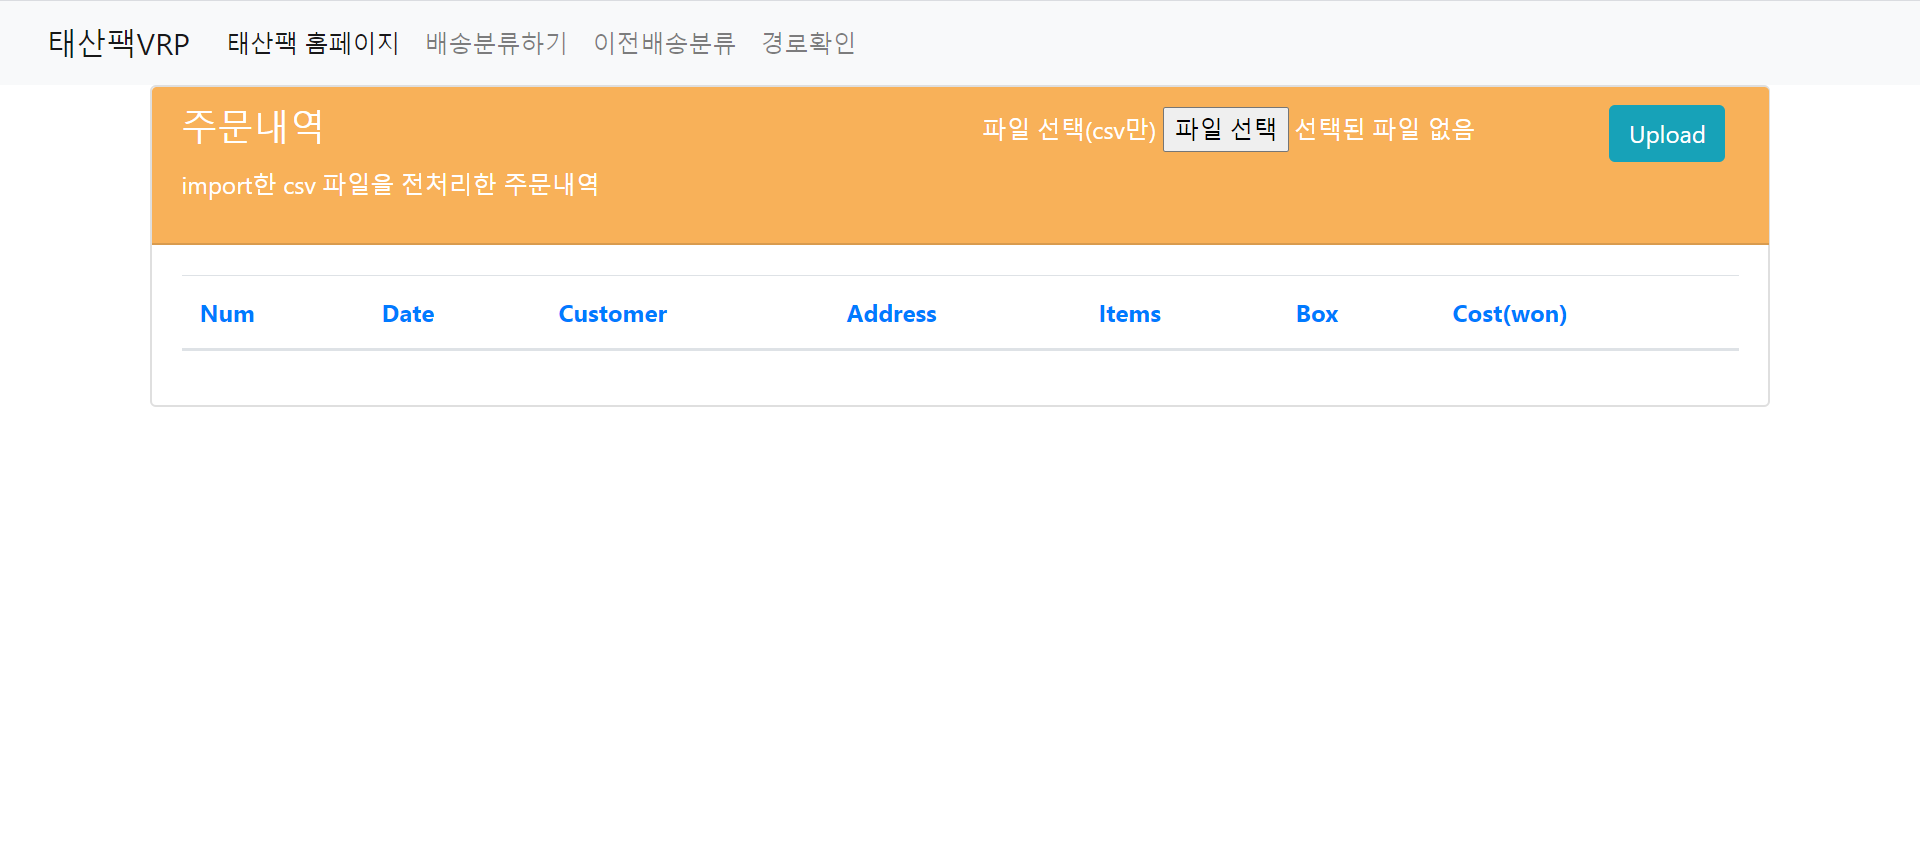 태산팩VRP 태산팩 홈페이지 배송분류하기 이전배송분류 경로확인
주문내역 파일 선택(csv만) 파일 선택 선택된 파일 없음 Upload
import한 csv 파일을 전처리한 주문내역
Num Date Customer Address Items Box Cost(won)